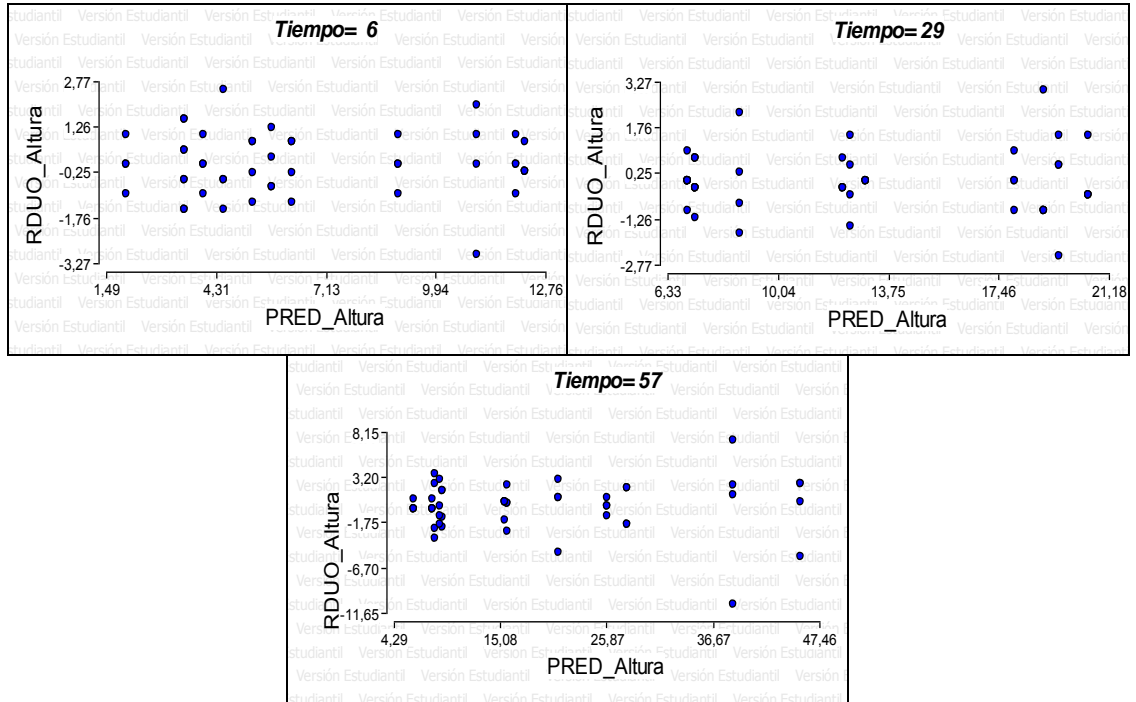 Tiempo= 6
2,77
1,26
-0,25
-1,76
-3,27
RDUO_Altura
1,49 4,31 7,13 9,94 12,76
PRED_Altura
Tiempo= 29
3,27
1,76
0,25
-1,26
-2,77
RDUO_Altura
6,33 10,04 13,75 17,46 21,18
PRED_Altura
Tiempo= 57
8,15
3,20
-1,75
-6,70
-11,65
RDUO_Altura
4,29 15,08 25,87 36,67 47,46
PRED_Altura
Versión Estudiantil